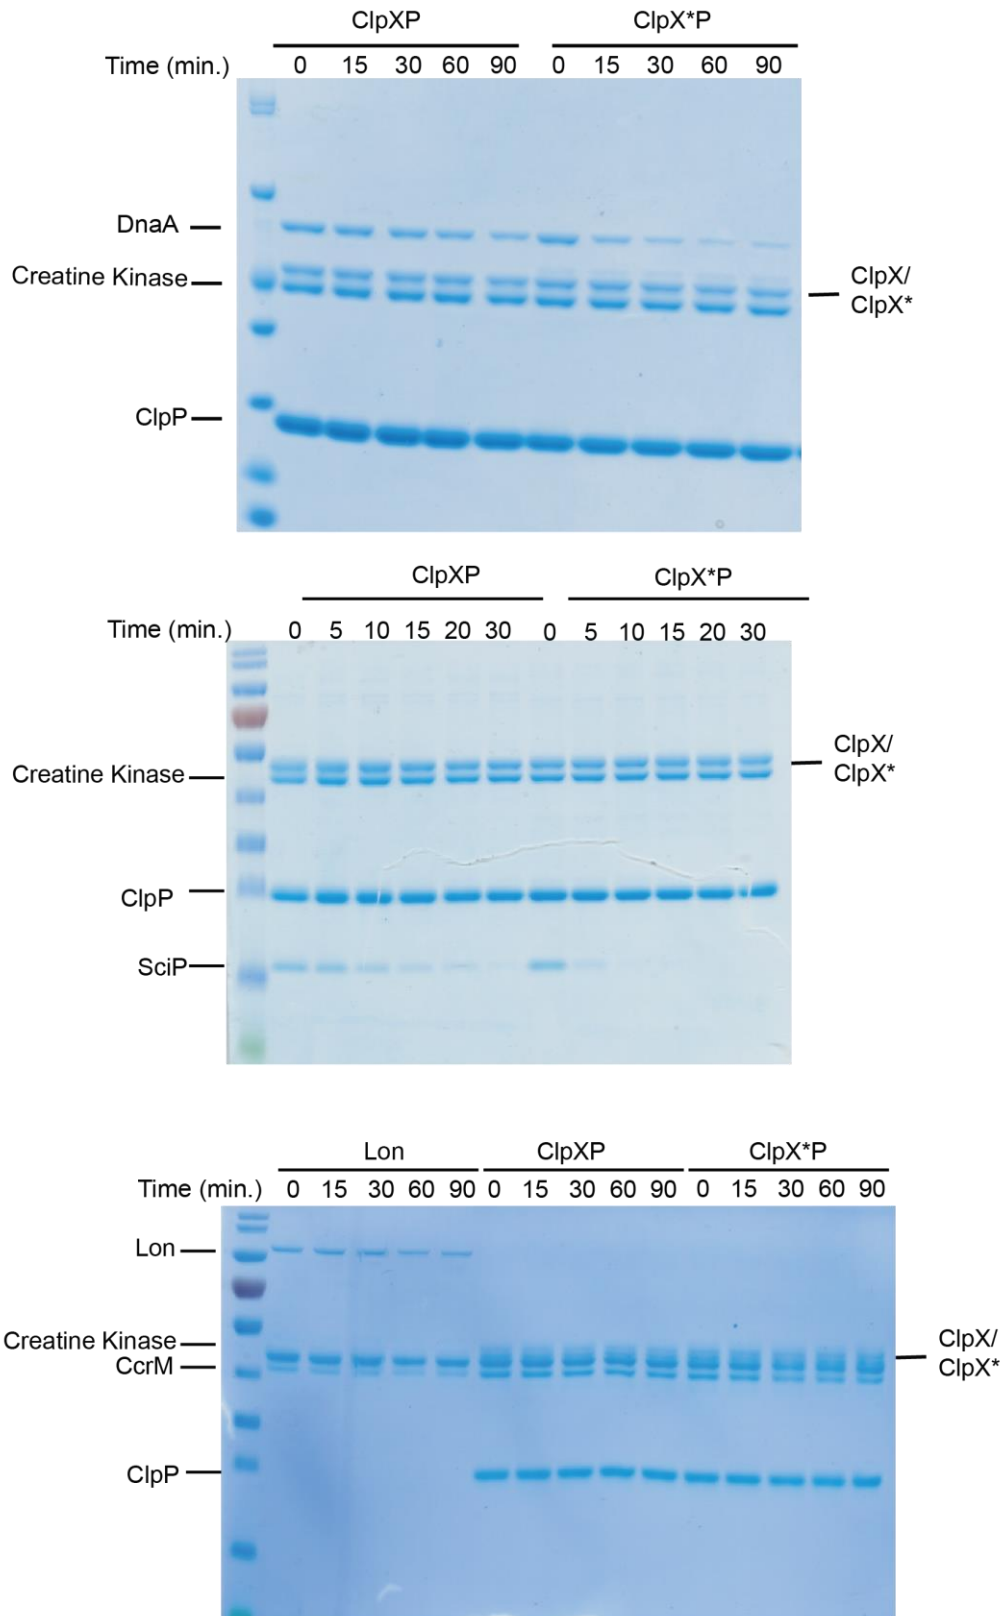 ClpXP ClpX*P
Time (min.) 0 15 30 60 90 0 15 30 60 90
DnaA
Creatine Kinase
ClpX/
ClpX*
ClpP
ClpXP ClpX*P
Time (min.) 0 5 10 15 20 30 0 5 10 15 20 30
ClpX/
Creatine Kinase
ClpX*
ClpP
SciP
Lon ClpXP ClpX*P
Time (min.) 0 15 30 60 90 0 15 30 60 90 0 15 30 60 90
Lon
Creatine Kinase
ClpX/
CcrM
ClpX*
ClpP